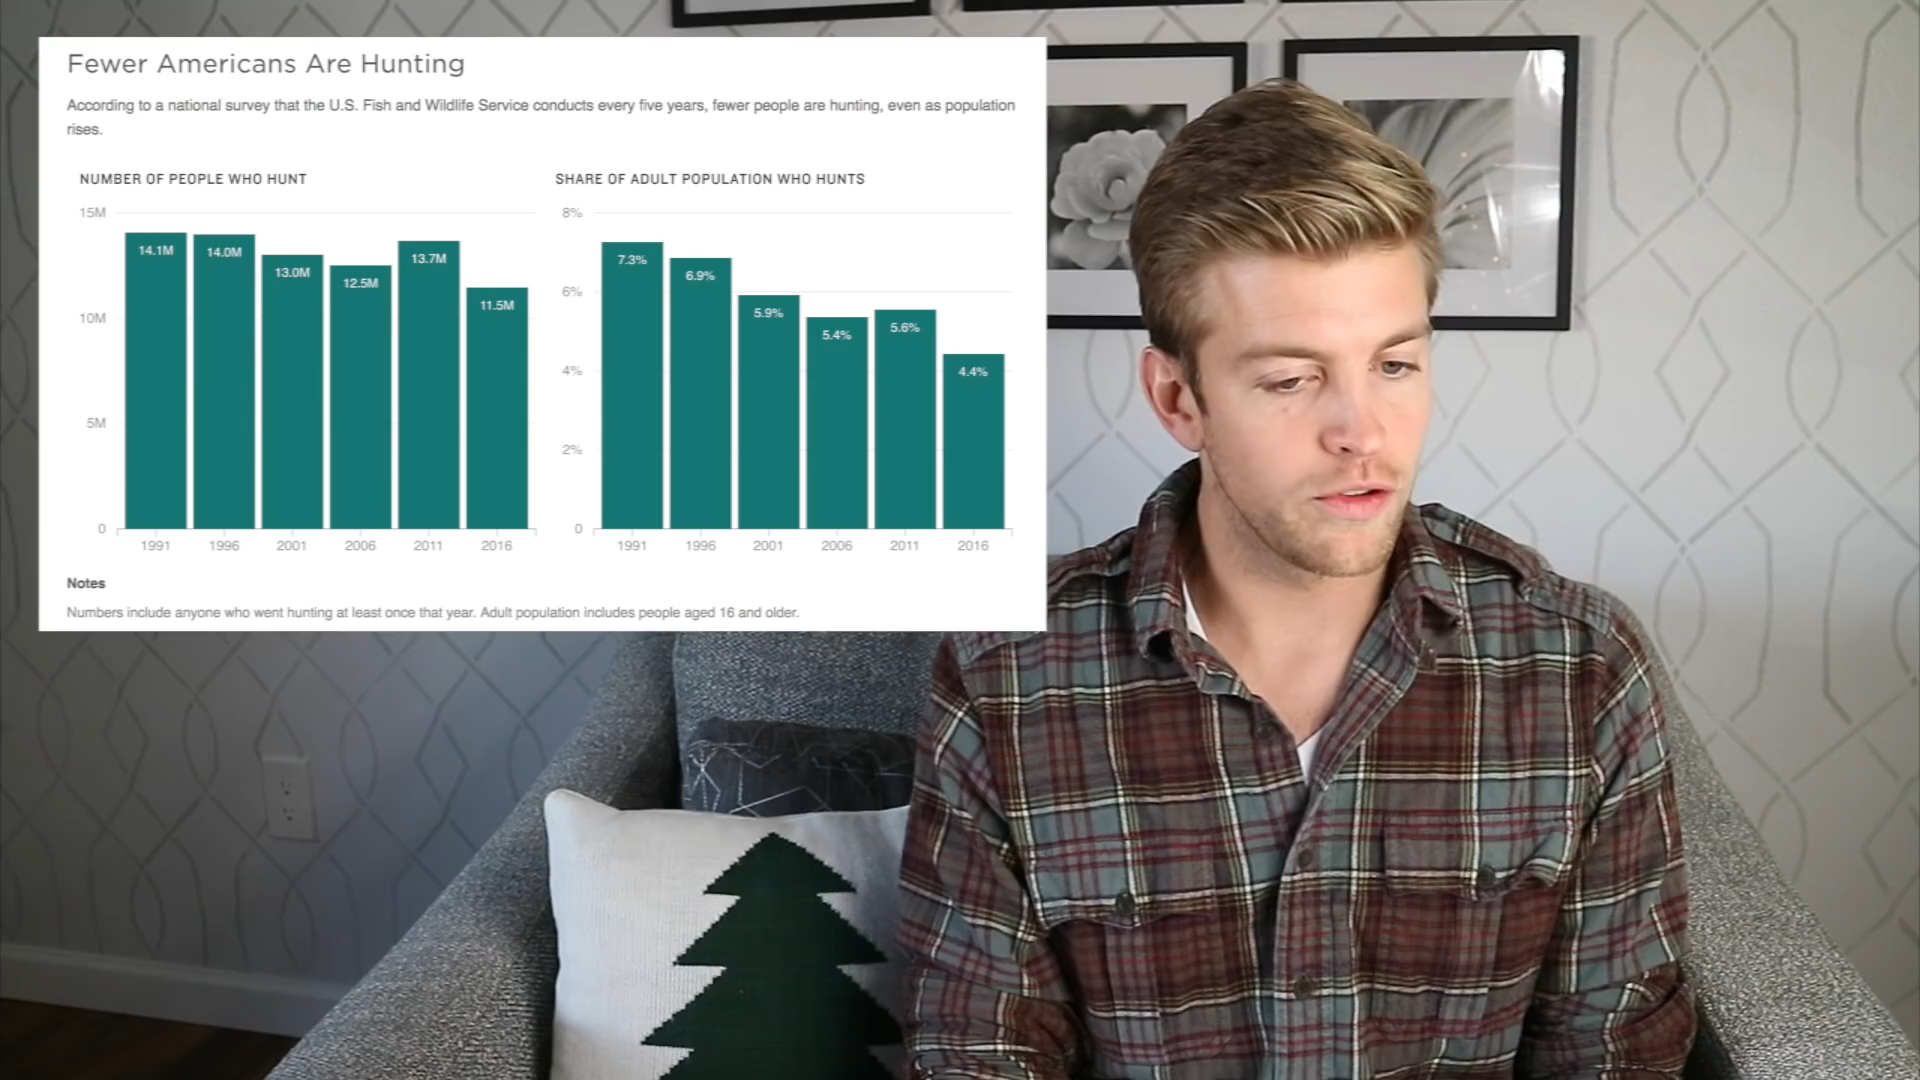 Fewer Americans Are Hunting
According to a national survey that the U.S. Fish and Wildlife Service conducts every five years, fewer people are hunting, even as population
rises.
NUMBER OF PEOPLE WHO HUNT
15M
10M
5M
0
14.1M
14.0M
13.0M
12.5M
13.7M
11.5M
1991 1996 2001 2006 2011 2016
SHARE OF ADULT POPULATION WHO HUNTS
8%
6%
4%
2%
0
7.3%
6.9%
5.9%
5.4%
5.6%
4.4%
1991 1996 2001 2006 2011 2016
Notes
Numbers include anyone who went hunting at least once that year. Adult population includes people aged 16 and older.